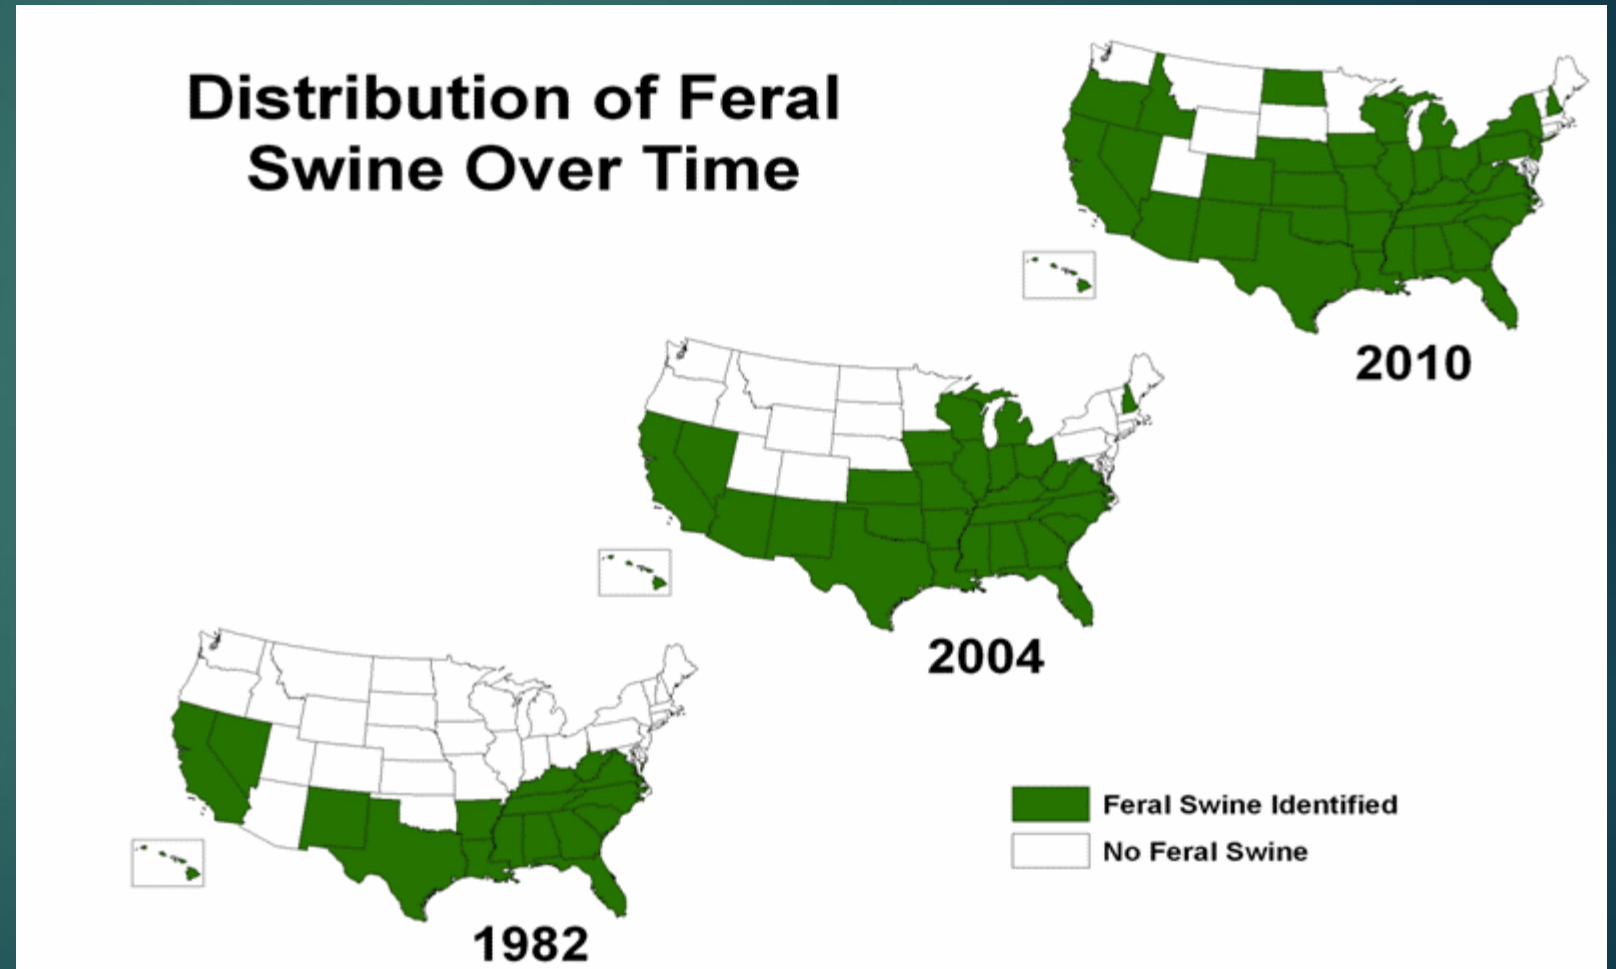 Distribution of Feral
Swine Over Time
2010
2004
Feral Swine Identified
No Feral Swine
1982